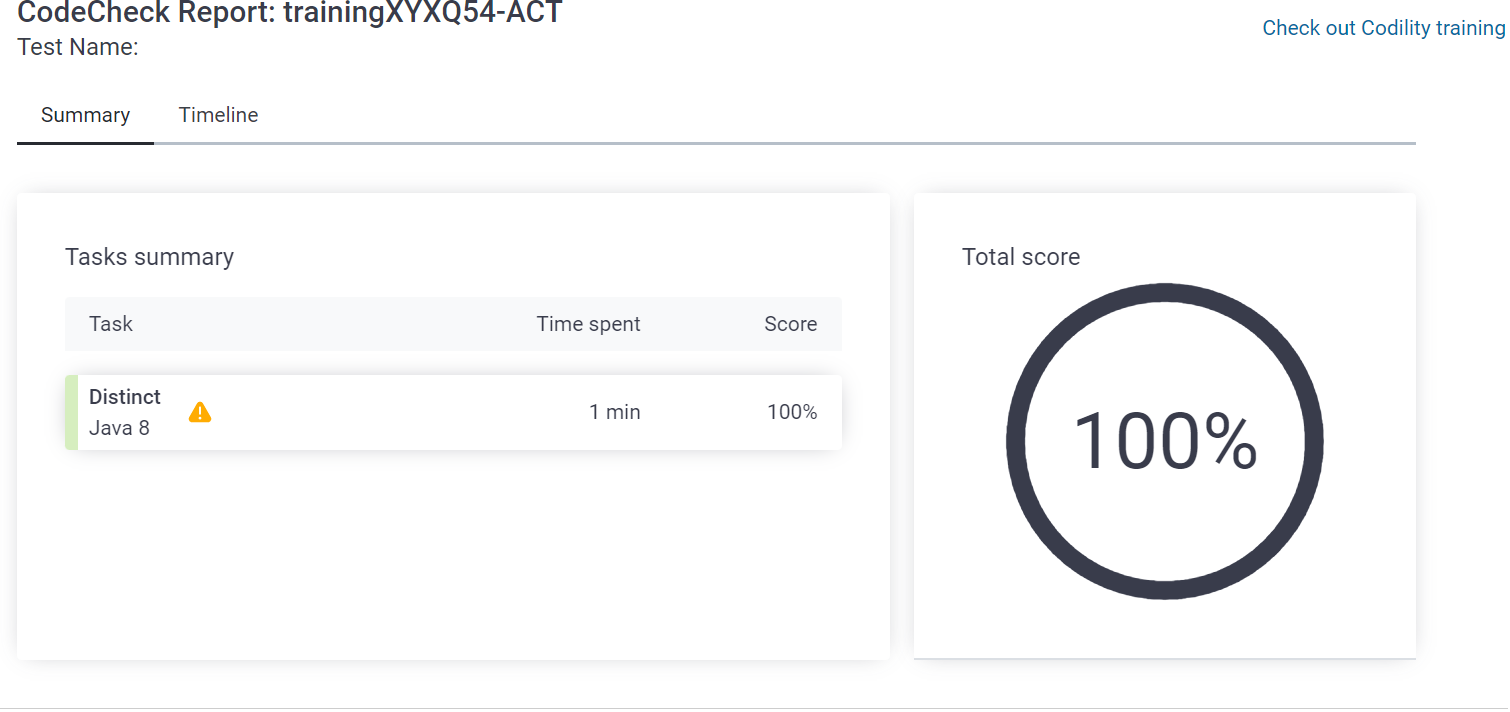 CodeCheck Report: trainingXYXQ54-ACT
Check out Codility training
Test Name:
Summary Timeline
Tasks summary
Task Time spent Score
Distinct
Java 8
1 min 100%
Total score
100%